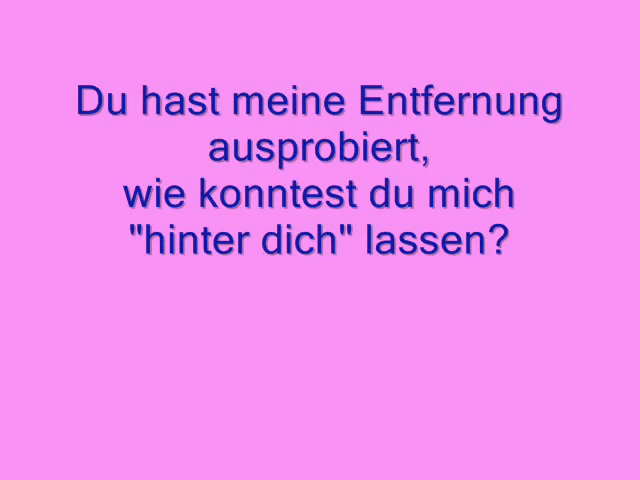 Du hast meine Entfernung
ausprobiert,
wie konntest du mich
"hinter dich" lassen?